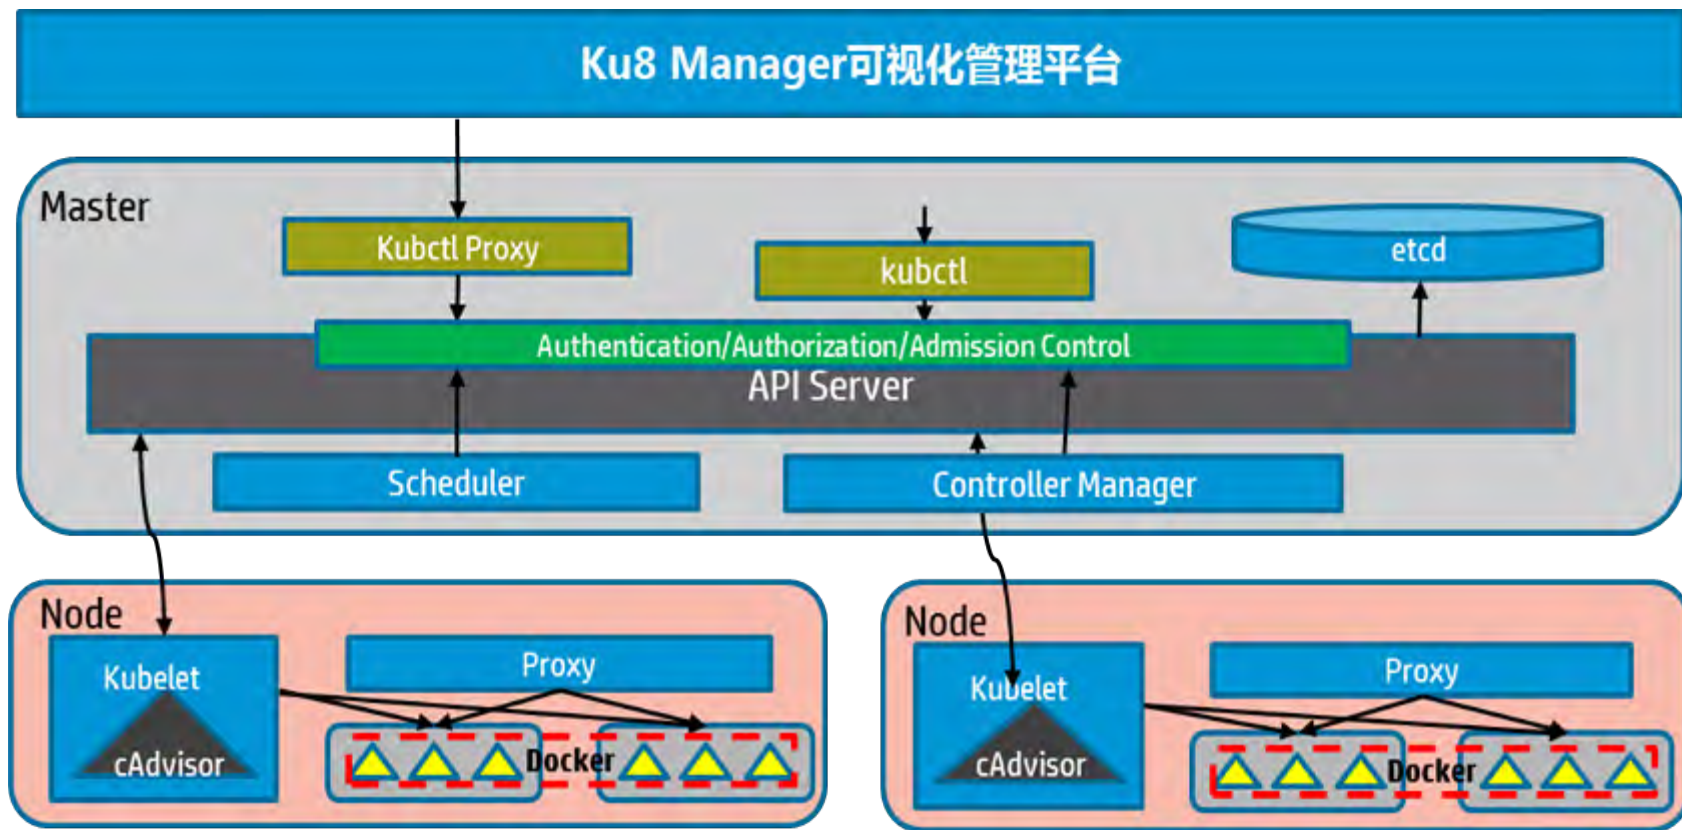 Ku8 Manager可视化管理平台
Master
Kubctl Proxy
kubctl
etcd
Authentication/Authorization/Admission Control
API Server
Scheduler
Controller Manager
Node
Kubelet
cAdvisor
Proxy
Docker
Node
Kubelet
cAdvisor
Proxy
Docker